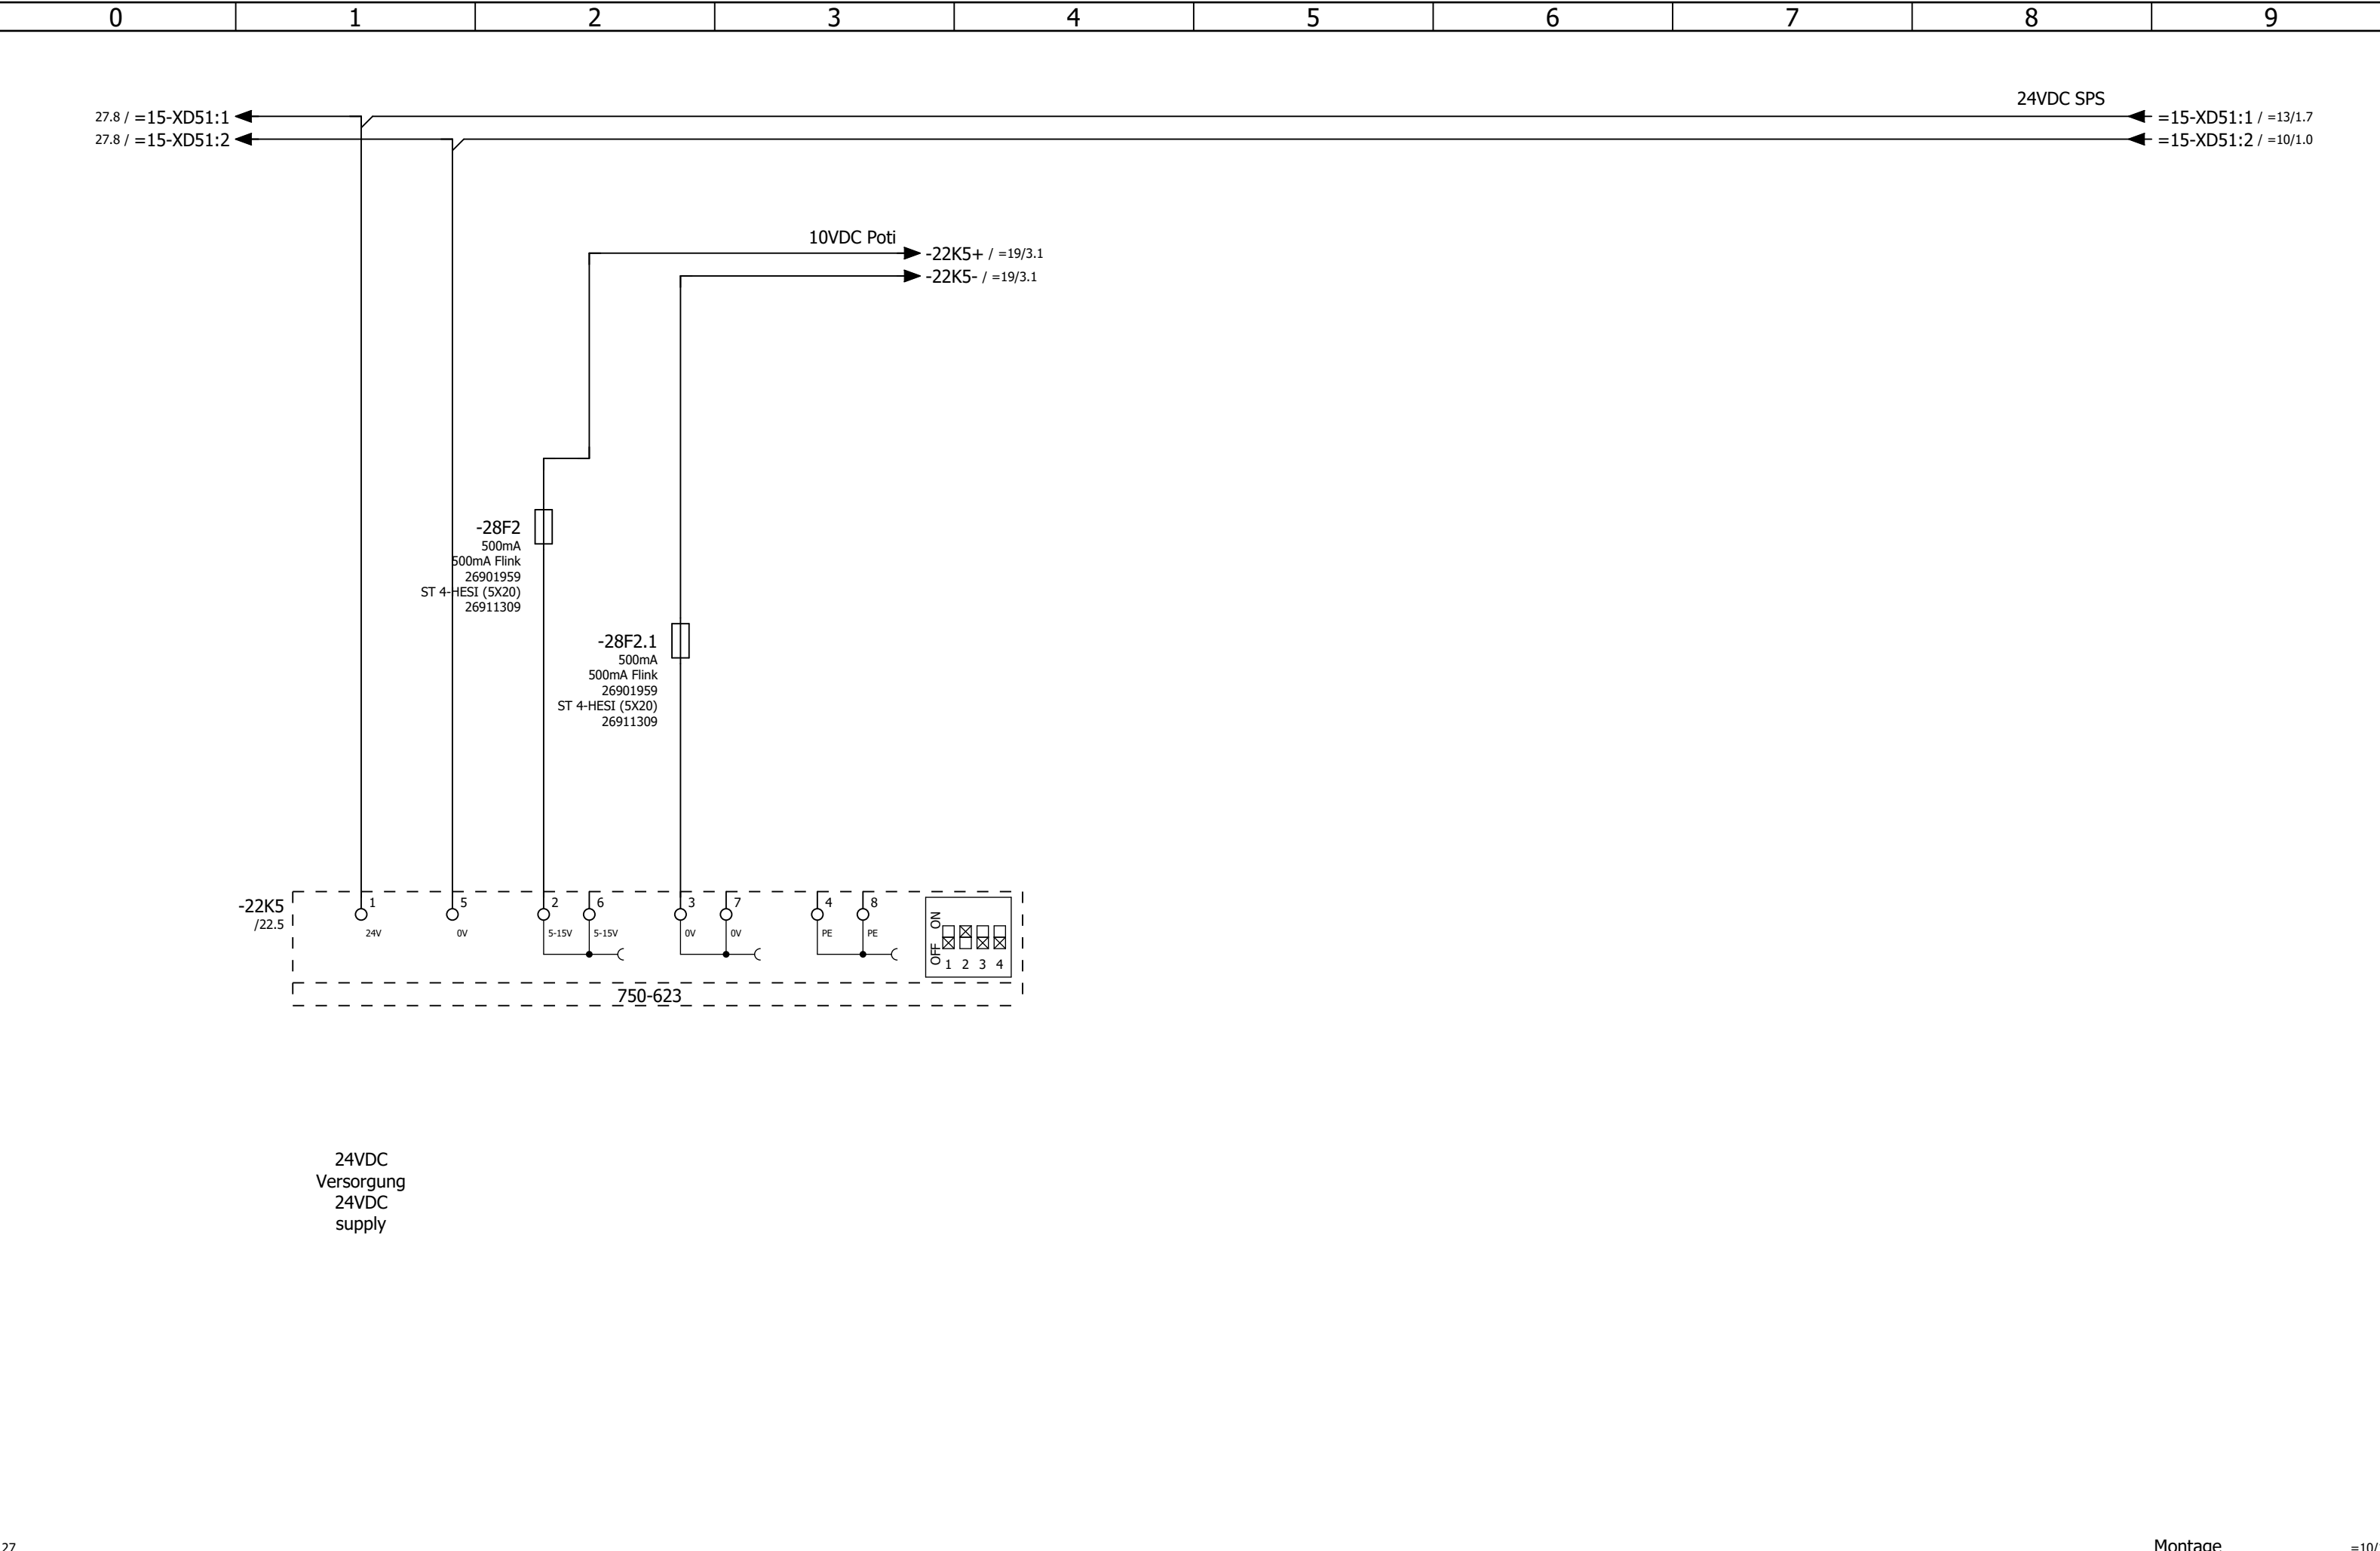 0 1 2 3 4 5 6 7 8 9
24VDC SPS
27.8 / =15-XD51:1
=15-XD51:1 / =13/1.7
27.8 / =15-XD51:2
=15-XD51:2 / =10/1.0
10VDC Poti
-22K5+ / =19/3.1
-22K5- / =19/3.1
-28F2
500mA
500mA Flink
26901959
ST 4-HESI (5X20)
26911309
-28F2.1
500mA
500mA Flink
26901959
ST 4-HESI (5X20)
26911309
-22K5
/22.5
1 5 2 6 3 7 4 8
24V 0V 5-15V 5-15V 0V 0V PE PE
ON
OFF
1 2 3 4
750-623
24VDC
Versorgung
24VDC
supply
27
Montage
=10/